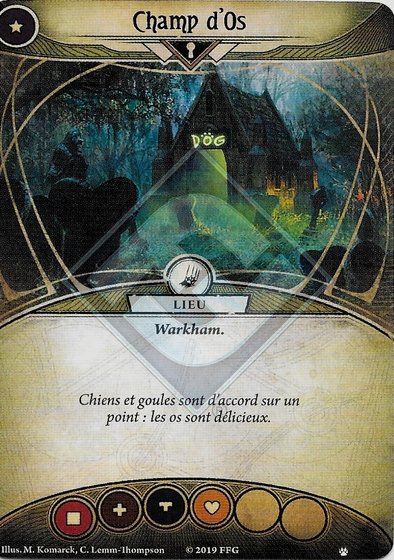 Champ d'Os
DOG
LIEU
Warkham.
Chiens et goules sont d'accord sur un
point : les os sont délicieux.
Illus. M. Komarck, C. Lemm-Thompson
© 2019 FFG